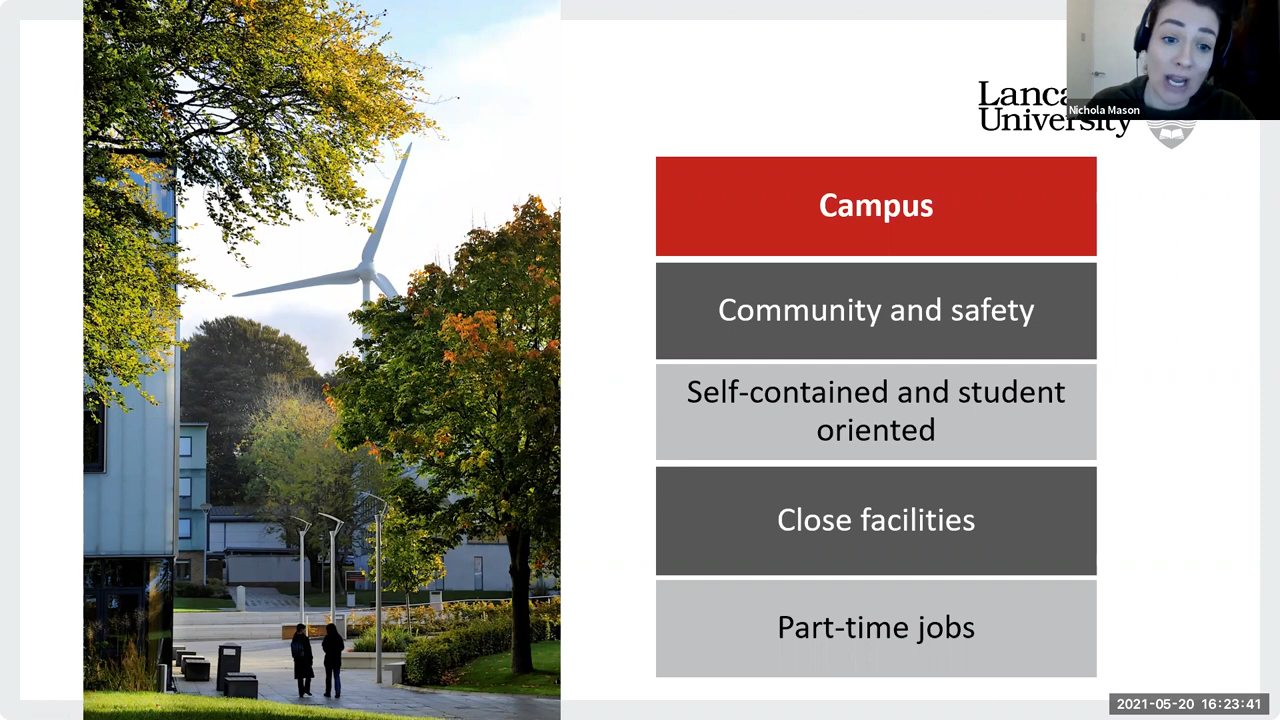 Nichola Mason
University
Campus
Community and safety
Self-contained and student
oriented
Close facilities
Part-time jobs
2021-05-20 16:23:41